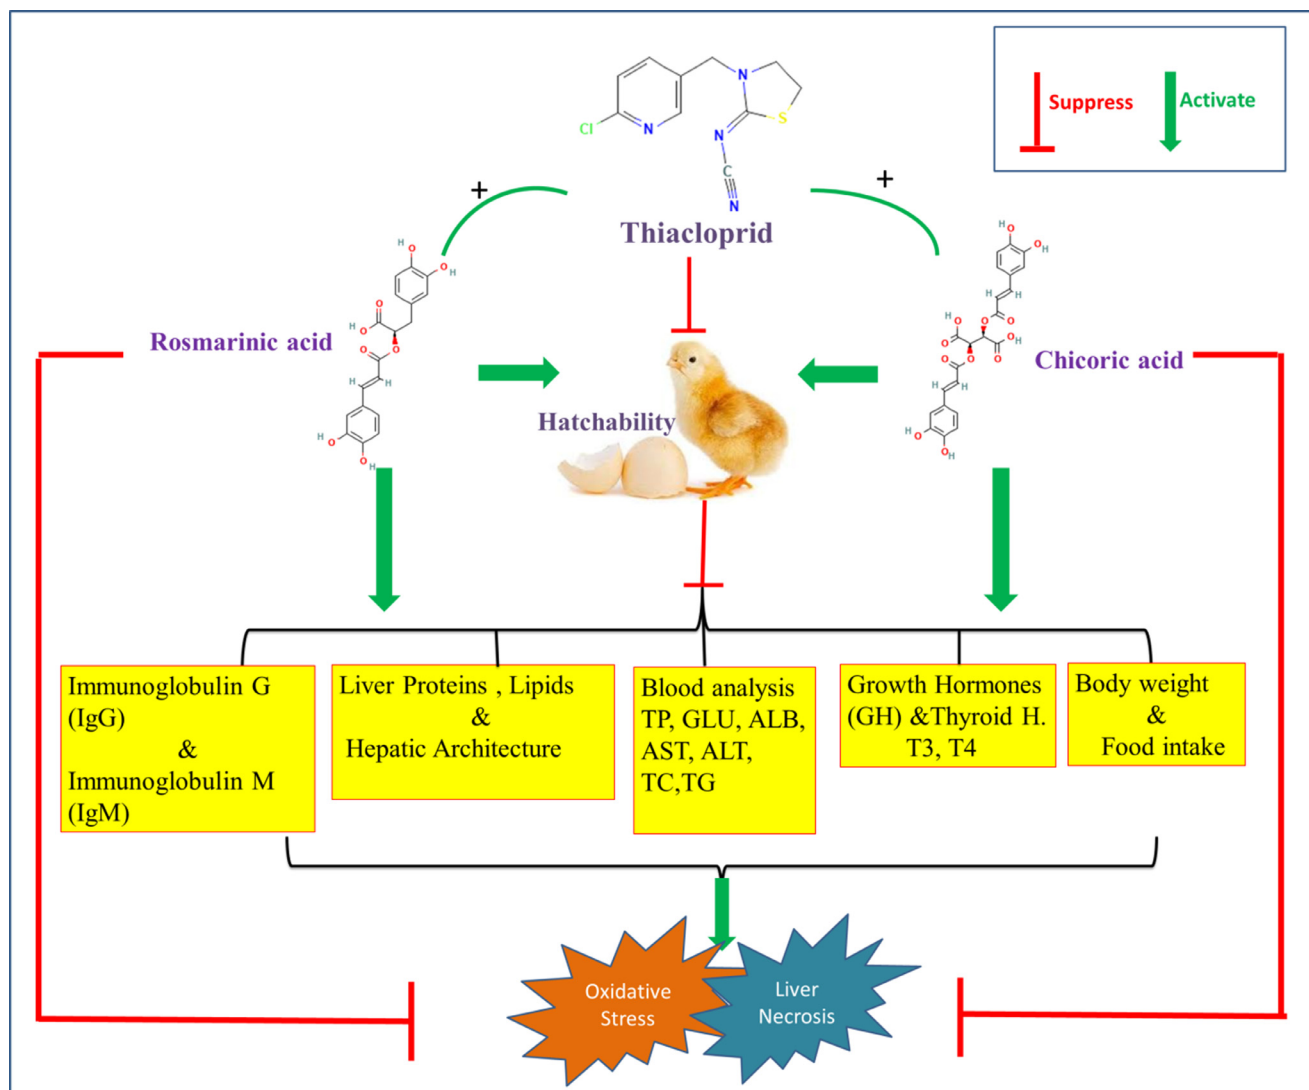 Suppress
Activate
Cl
N
N
S
N
C
N
+
+
Thiacloprid
Rosmarinic acid
Chicoric acid
Hatchability
Immunoglobulin G
(IgG)
&
Immunoglobulin M
(IgM)
Liver Proteins , Lipids
&
Hepatic Architecture
Blood analysis
TP, GLU, ALB,
AST, ALT,
TC,TG
Growth Hormones
(GH) &Thyroid H.
T3, T4
Body weight
&
Food intake
Oxidative
Stress
Liver
Necrosis